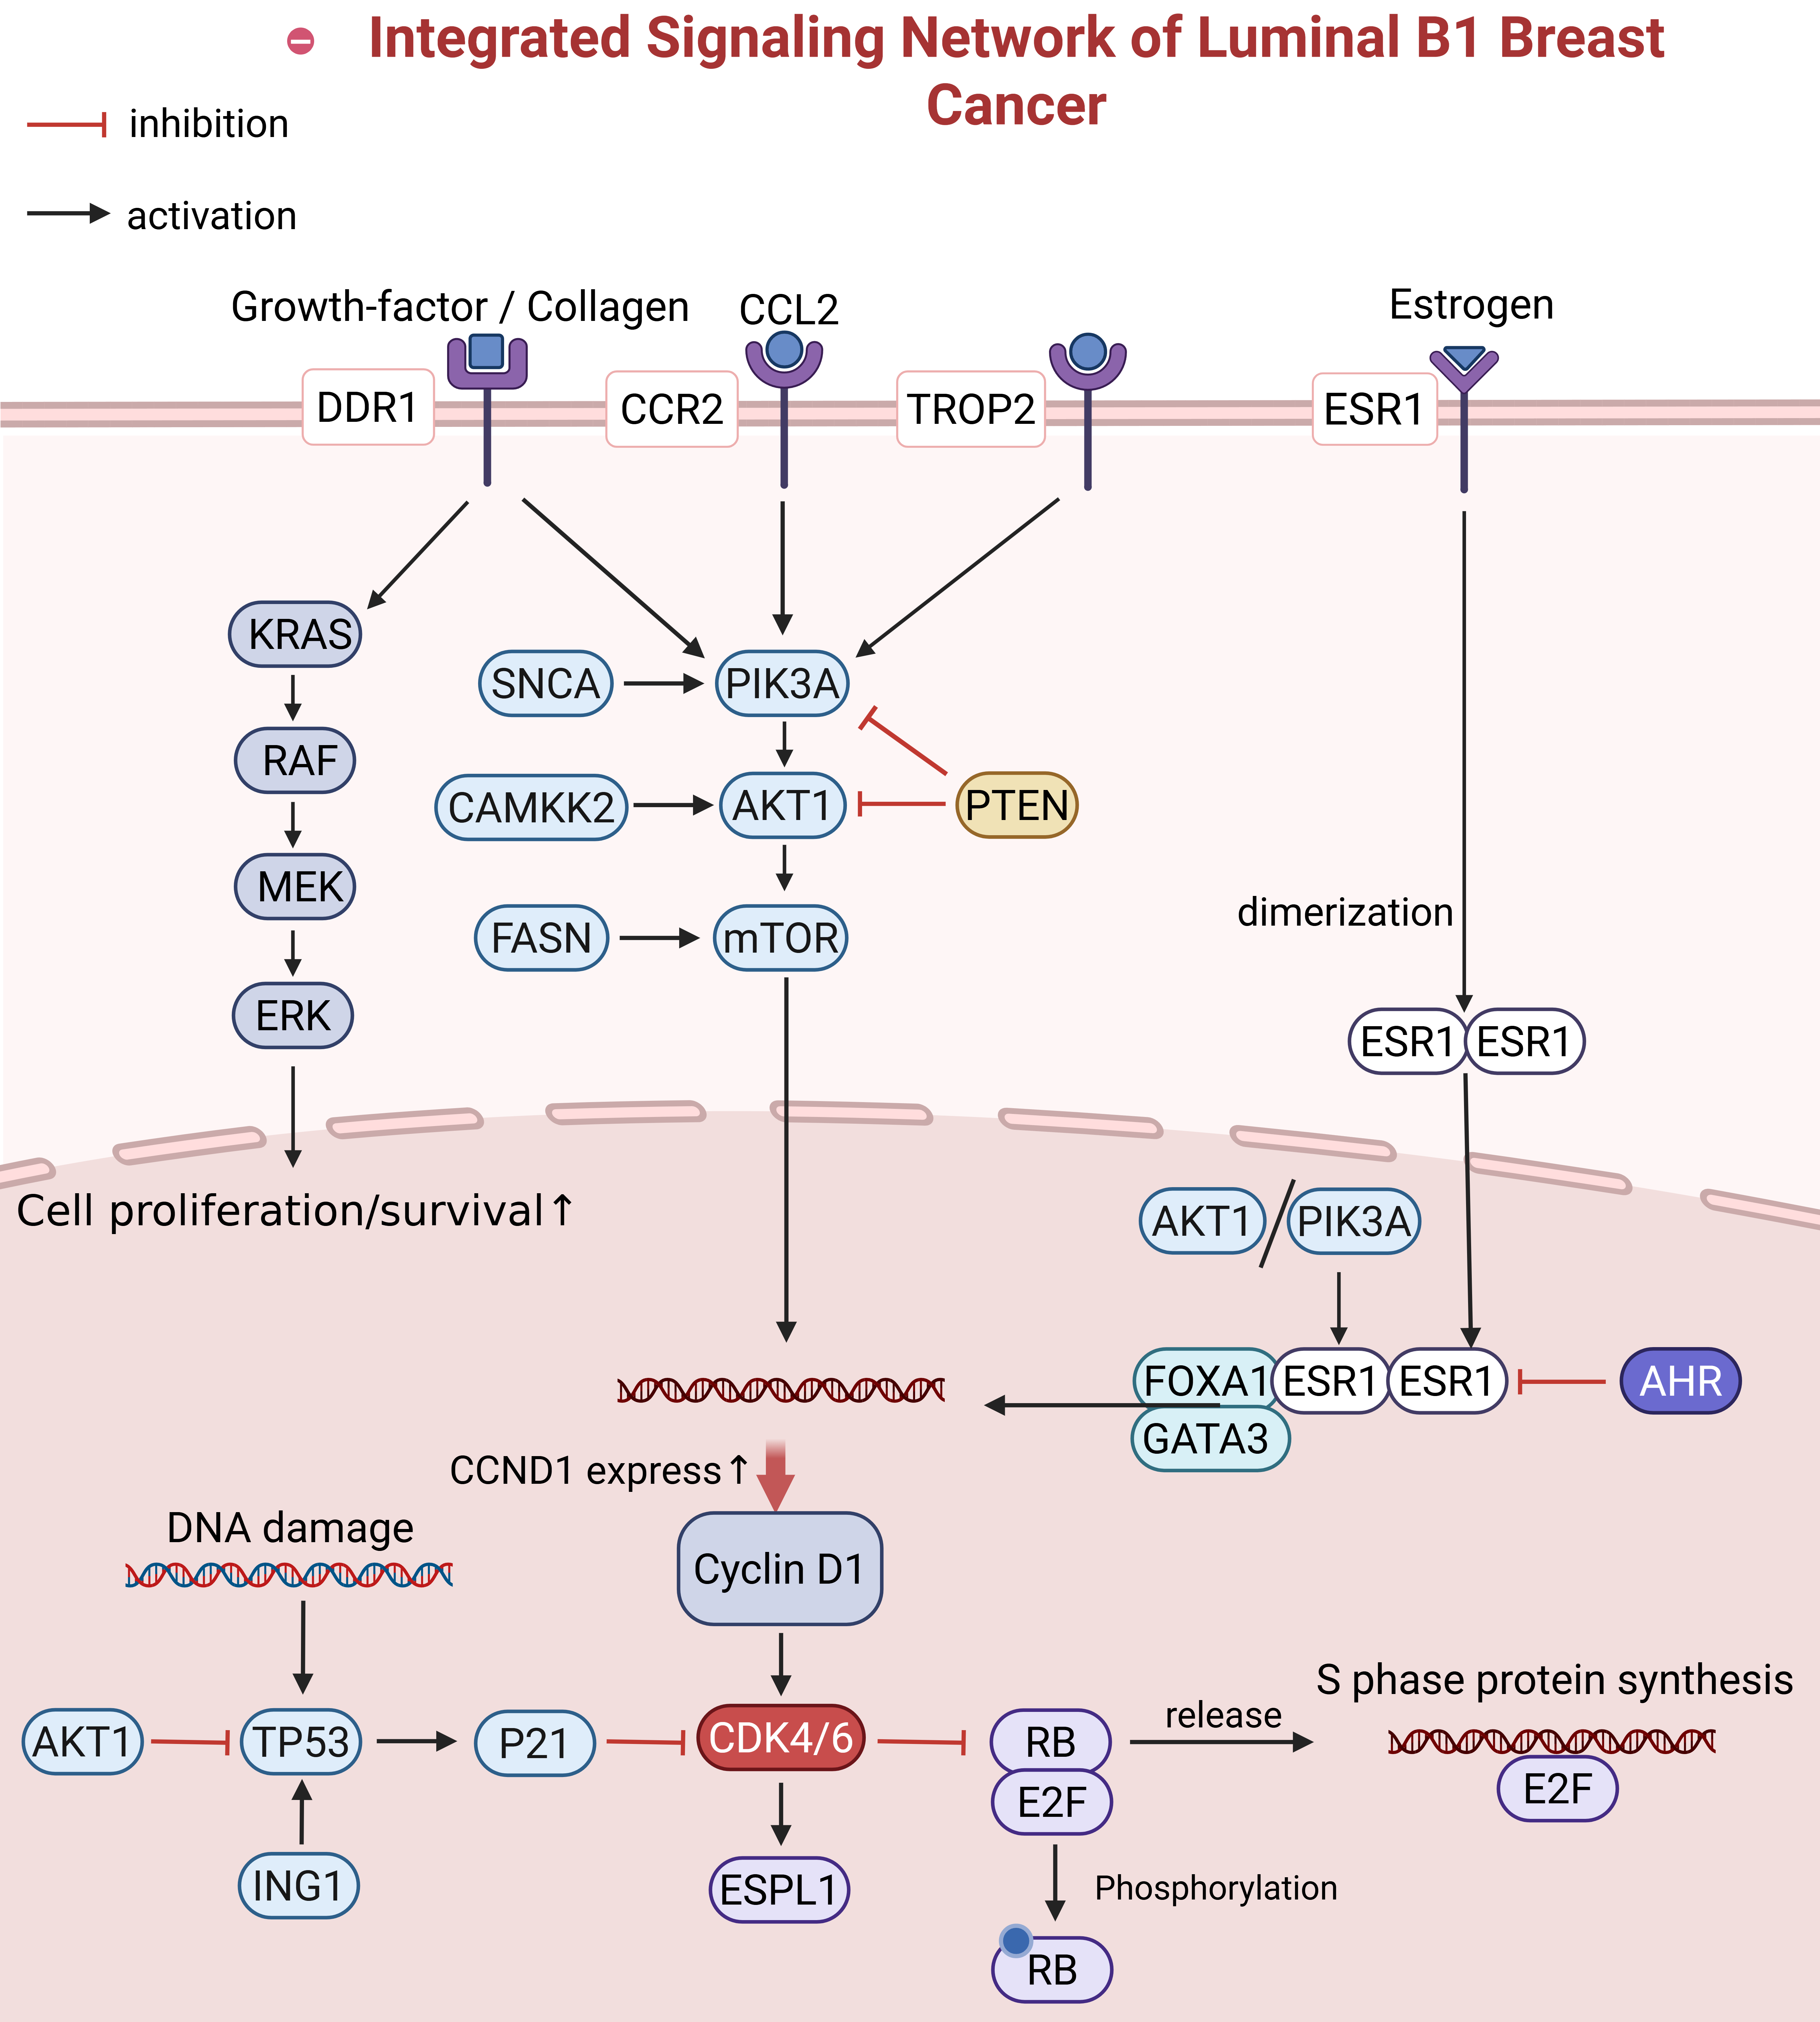 Integrated Signaling Network of Luminal B1 Breast
Cancer
inhibition
activation
Growth-factor / Collagen
CCL2
Estrogen
DDR1
CCR2
TROP2
ESR1
KRAS
SNCA
PIK3A
RAF
CAMKK2
AKT1
PTEN
MEK
FASN
mTOR
dimerization
ERK
ESR1
ESR1
Cell proliferation/survival↑
AKT1
/
PIK3A
FOXA1
ESR1
ESR1
AHR
GATA3
CCND1 express↑
DNA damage
Cyclin D1
S phase protein synthesis
release
AKT1
TP53
P21
CDK4/6
RB
E2F
E2F
ING1
ESPL1
Phosphorylation
RB